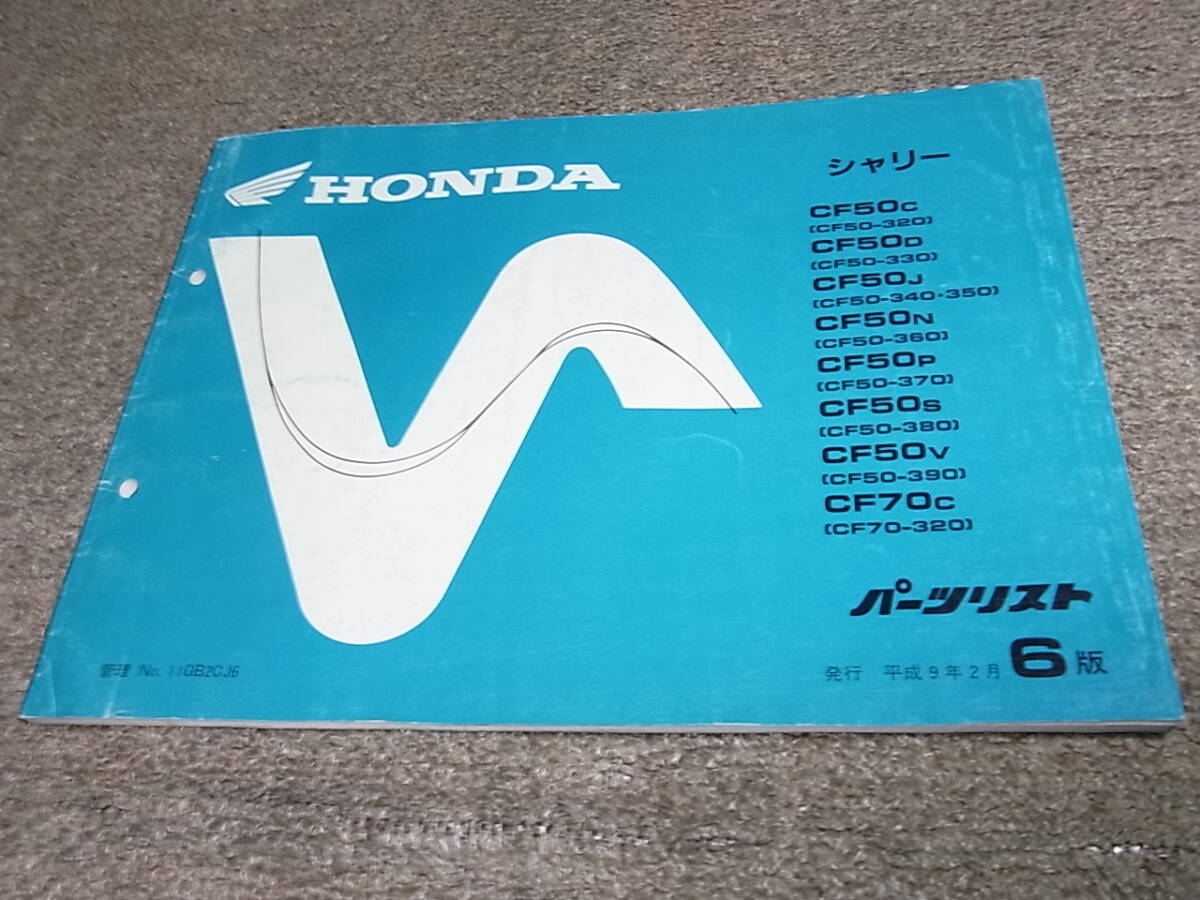 HONDA
シャリー
CF50C
(CF50-320)
CF50D
(CF50-330)
CF50J
(CF50-340・350)
CF50N
(CF50-360)
CF50P
(CF50-370)
CF50S
(CF50-380)
CF50V
(CF50-390)
CF70C
(CF70-320)
パーツリスト
管理 No. 11GB2CJ6
発行 平成9年2月 6版